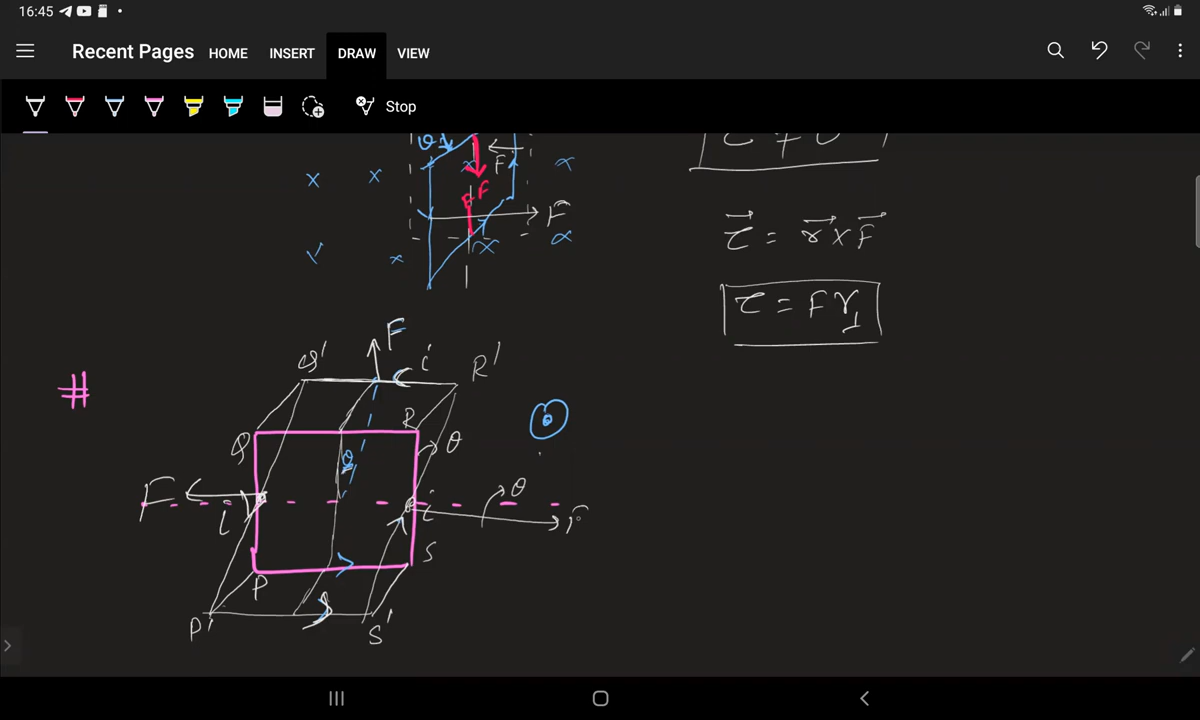 16:45
Recent Pages HOME INSERT DRAW VIEW
Stop
θ
F
x x x α
F F
F
x x α
τ = r x F
τ = F r⊥
#
F
Q' i R'
Q R θ
θ
F i i θ F
P S
P' S'